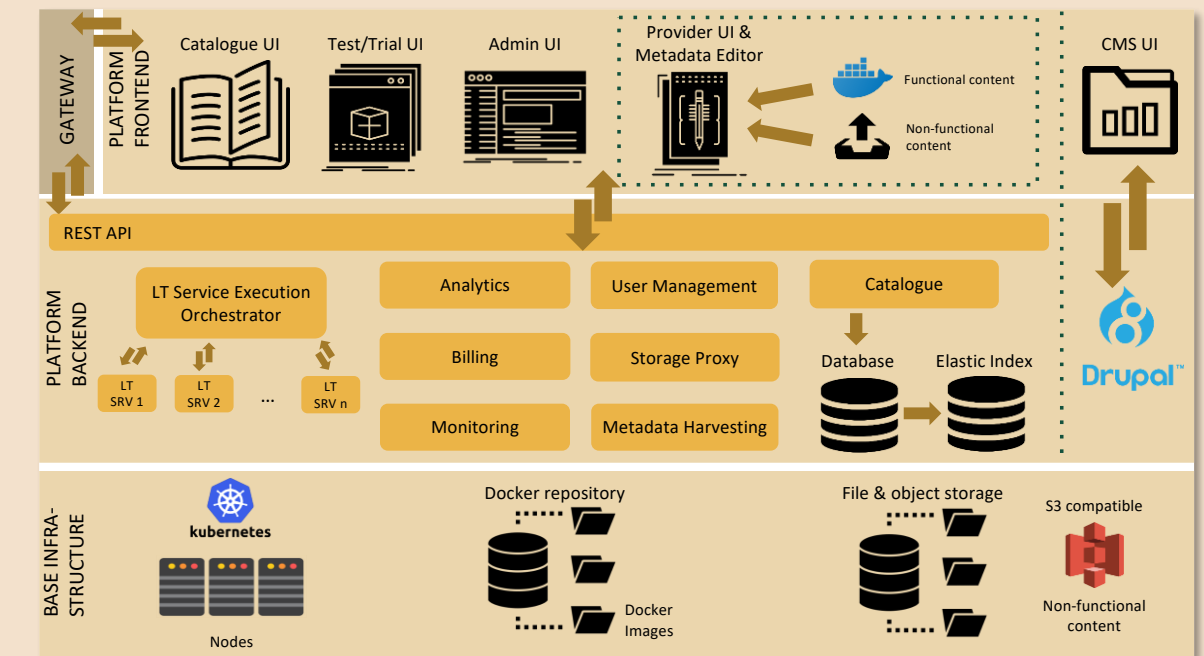 GATEWAY
PLATFORM
FRONTEND
Catalogue UI
Test/Trial UI
Admin UI
Provider UI &
Metadata Editor
Functional content
Non-functional
content
CMS UI
PLATFORM
BACKEND
REST API
LT Service Execution
Orchestrator
LT
SRV 1
LT
SRV 2
...
LT
SRV n
Analytics
User Management
Catalogue
Billing
Storage Proxy
Database
Elastic Index
Monitoring
Metadata Harvesting
Drupal™
BASE INFRA-
STRUCTURE
kubernetes
Nodes
Docker repository
Docker
Images
File & object storage
S3 compatible
Non-functional
content